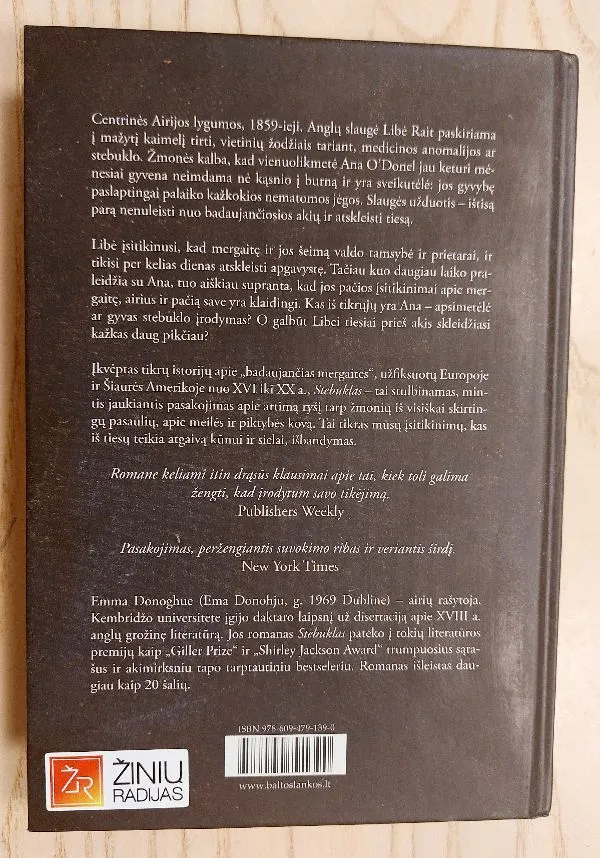 Centrinės Airijos lygumos, 1859-ieji. Anglų slaugė Libė Rait paskiriama
į mažytį kaimelį tirti, vietinių žodžiais tariant, medicinos anomalijos ar
stebuklo. Žmonės kalba, kad vienuolikmetė Ana O'Donel jau keturi mė-
nesiai gyvena neimdama nė kąsnio į burną ir yra sveikutėlė: jos gyvybę
paslaptingai palaiko kažkokios nematomos jėgos. Slaugės užduotis – ištisą
parą nenuleisti nuo badaujančiosios akių ir atskleisti tiesą.
Libė įsitikinusi, kad mergaitę ir jos šeimą valdo tamsybė ir prietarai, ir
tikisi per kelias dienas atskleisti apgavystę. Tačiau kuo daugiau laiko pra-
leidžia su Ana, tuo aiškiau supranta, kad jos pačios įsitikinimai apie mer-
gaitę, airius ir pačią save yra klaidingi. Kas iš tikrųjų yra Ana – apsimetėlė
ar gyvas stebuklo įrodymas? O galbūt Libei tiesiai prieš akis skleidžiasi
kažkas daug pikčiau?
Įkvėptas tikrų istorijų apie „badaujančias mergaites“, užfiksuotų Europoje
ir Šiaurės Amerikoje nuo XVI iki XX a., Stebuklas – tai stulbinamas, min-
tis jaukiantis pasakojimas apie artimą ryšį tarp žmonių iš visiškai skirtin-
gų pasaulių, apie meilės ir piktybės kovą. Tai tikras mūsų įsitikinimų, kas
iš tiesų teikia atgaivą kūnui ir sielai, išbandymas.
Romane keliami itin drąsūs klausimai apie tai, kiek toli galima
žengti, kad įrodytum savo tikėjimą.
Publishers Weekly
Pasakojimas, peržengiantis suvokimo ribas ir veriantis širdį.
New York Times
Emma Donoghue (Ema Donohju, g. 1969 Dubline) – airių rašytoja.
Kembridžo universitete įgijo daktaro laipsnį už disertaciją apie XVIII a.
anglų grožinę literatūrą. Jos romanas Stebuklas pateko į tokių literatūros
premijų kaip „Giller Prize“ ir „Shirley Jackson Award“ trumpuosius sąra-
šus ir akimirksniu tapo tarptautiniu bestseleriu. Romanas išleistas dau-
giau kaip 20 šalių.
ISBN 978-609-479-139-0
www.baltoslankos.lt
ŽR
ŽINIŲ
RADIJAS